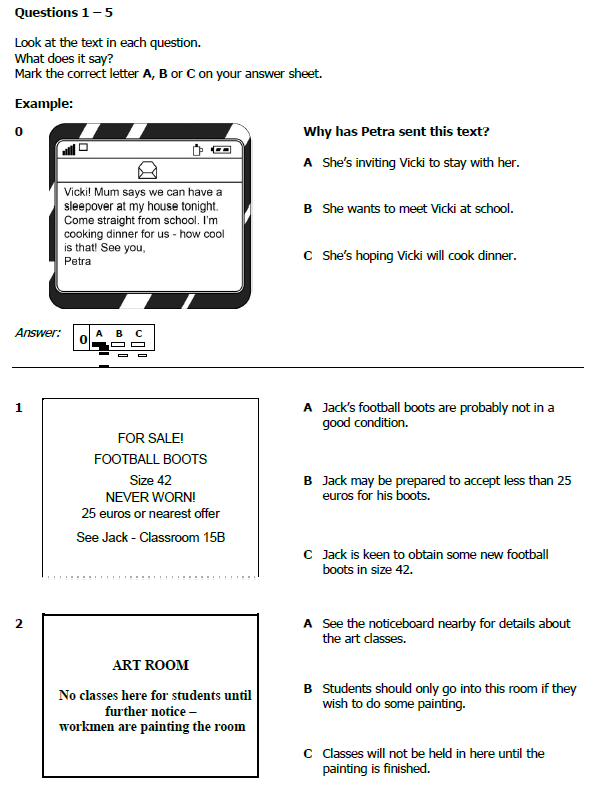 Questions 1 – 5
Look at the text in each question.
What does it say?
Mark the correct letter A, B or C on your answer sheet.
Example:
0
Vicki! Mum says we can have a
sleepover at my house tonight.
Come straight from school. I'm
cooking dinner for us - how cool
is that! See you,
Petra
Why has Petra sent this text?
A She's inviting Vicki to stay with her.
B She wants to meet Vicki at school.
C She's hoping Vicki will cook dinner.
Answer:
0 A B C
1
FOR SALE!
FOOTBALL BOOTS
Size 42
NEVER WORN!
25 euros or nearest offer
See Jack - Classroom 15B
A Jack's football boots are probably not in a
good condition.
B Jack may be prepared to accept less than 25
euros for his boots.
C Jack is keen to obtain some new football
boots in size 42.
2
ART ROOM
No classes here for students until
further notice –
workmen are painting the room
A See the noticeboard nearby for details about
the art classes.
B Students should only go into this room if they
wish to do some painting.
C Classes will not be held in here until the
painting is finished.